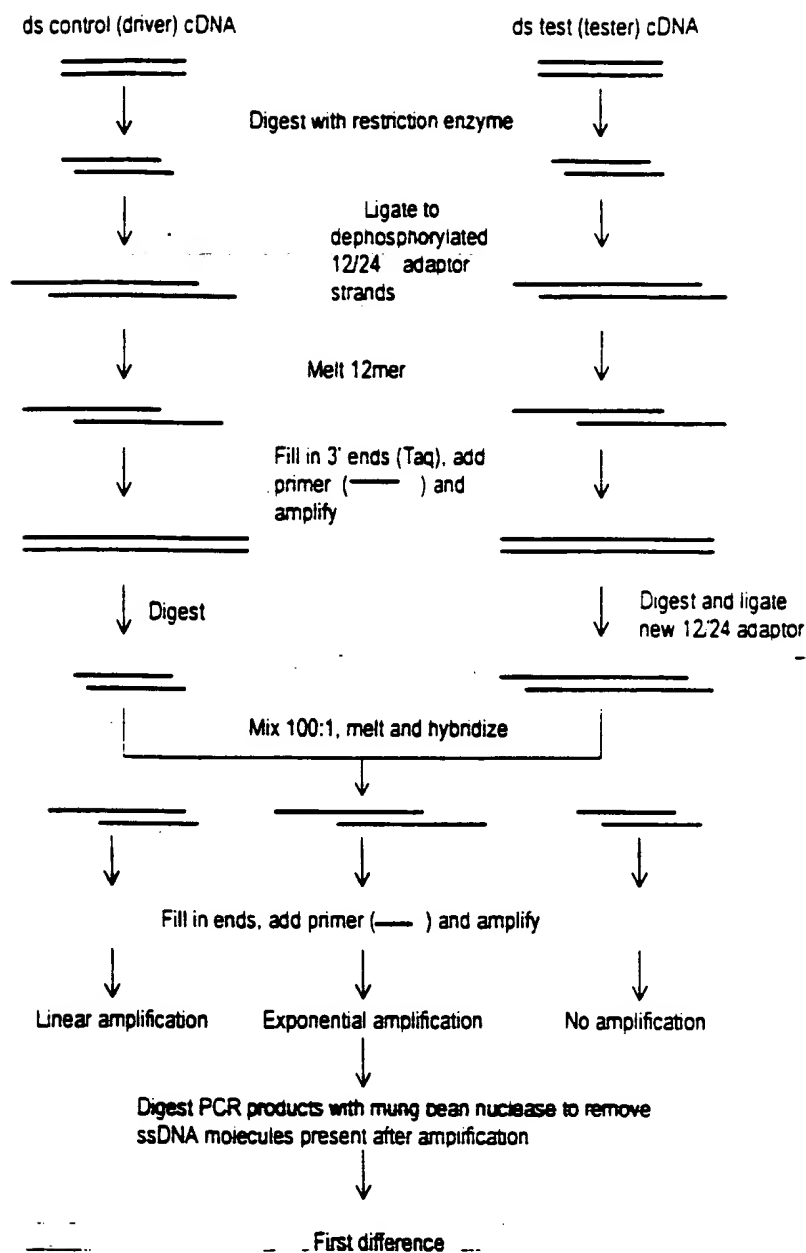 ds control (driver) cDNA
ds test (tester) cDNA
Digest with restriction enzyme
Ligate to
dephosphorylated
12/24 adaptor
strands
Melt 12mer
Fill in 3' ends (Taq), add
primer ( ) and
amplify
Digest
Digest and ligate
new 12/24 adaptor
Mix 100:1, melt and hybridize
Fill in ends, add primer ( ) and amplify
Linear amplification
Exponential amplification
No amplification
Digest PCR products with mung bean nuclease to remove
ssDNA molecules present after amplification
First difference